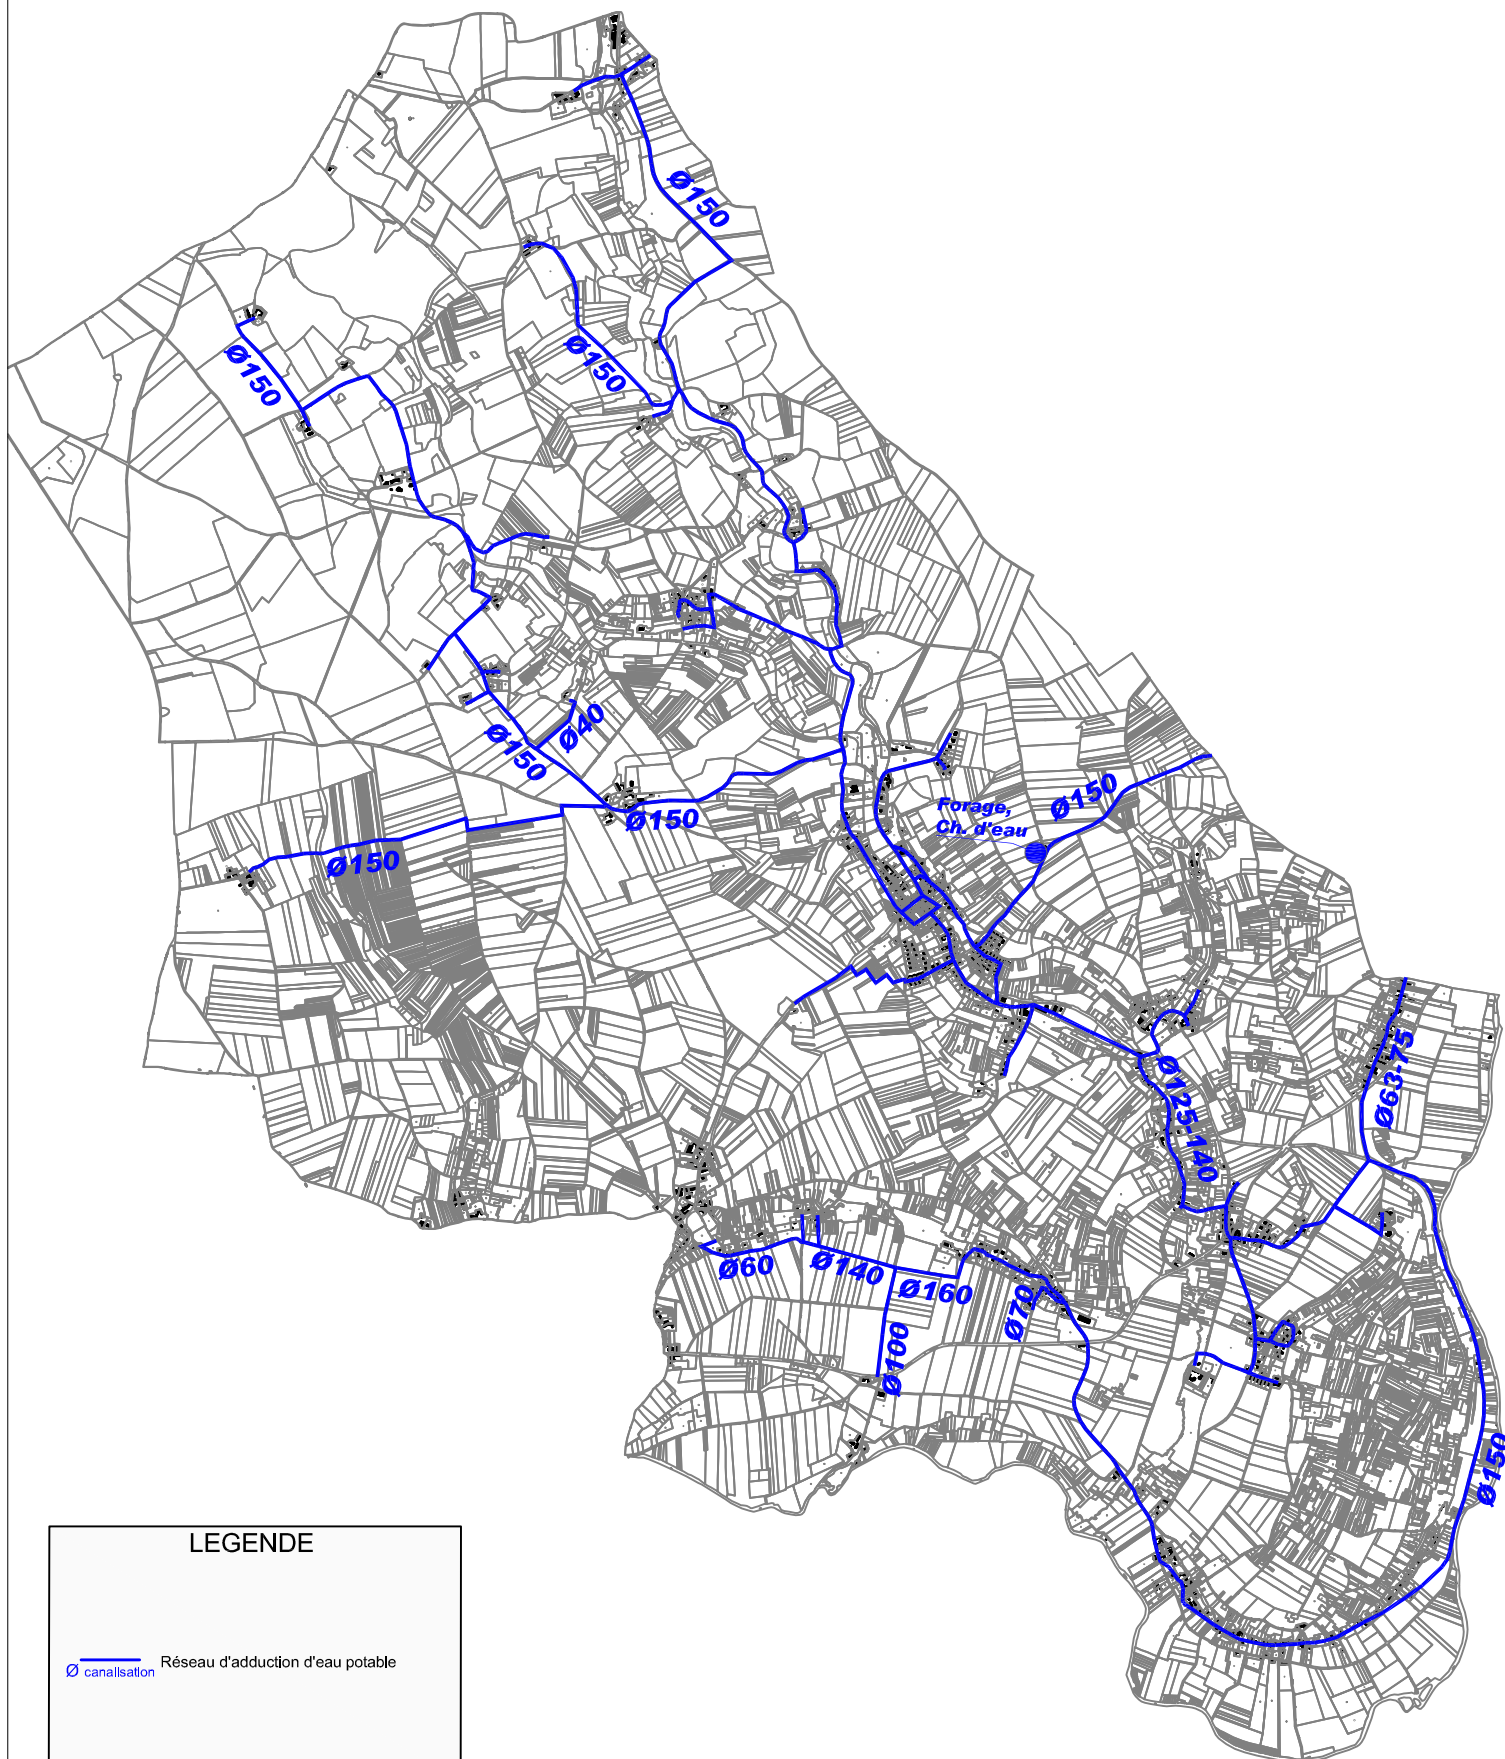 Ø150
Ø150
Ø150
Ø40
Ø150
Ø150
Forage,
Ch. d'eau
Ø150
Ø150
Ø63-75
Ø125-140
Ø60
Ø140
Ø160
Ø70
Ø100
Ø150
LEGENDE
Ø canalisation
Réseau d'adduction d'eau potable